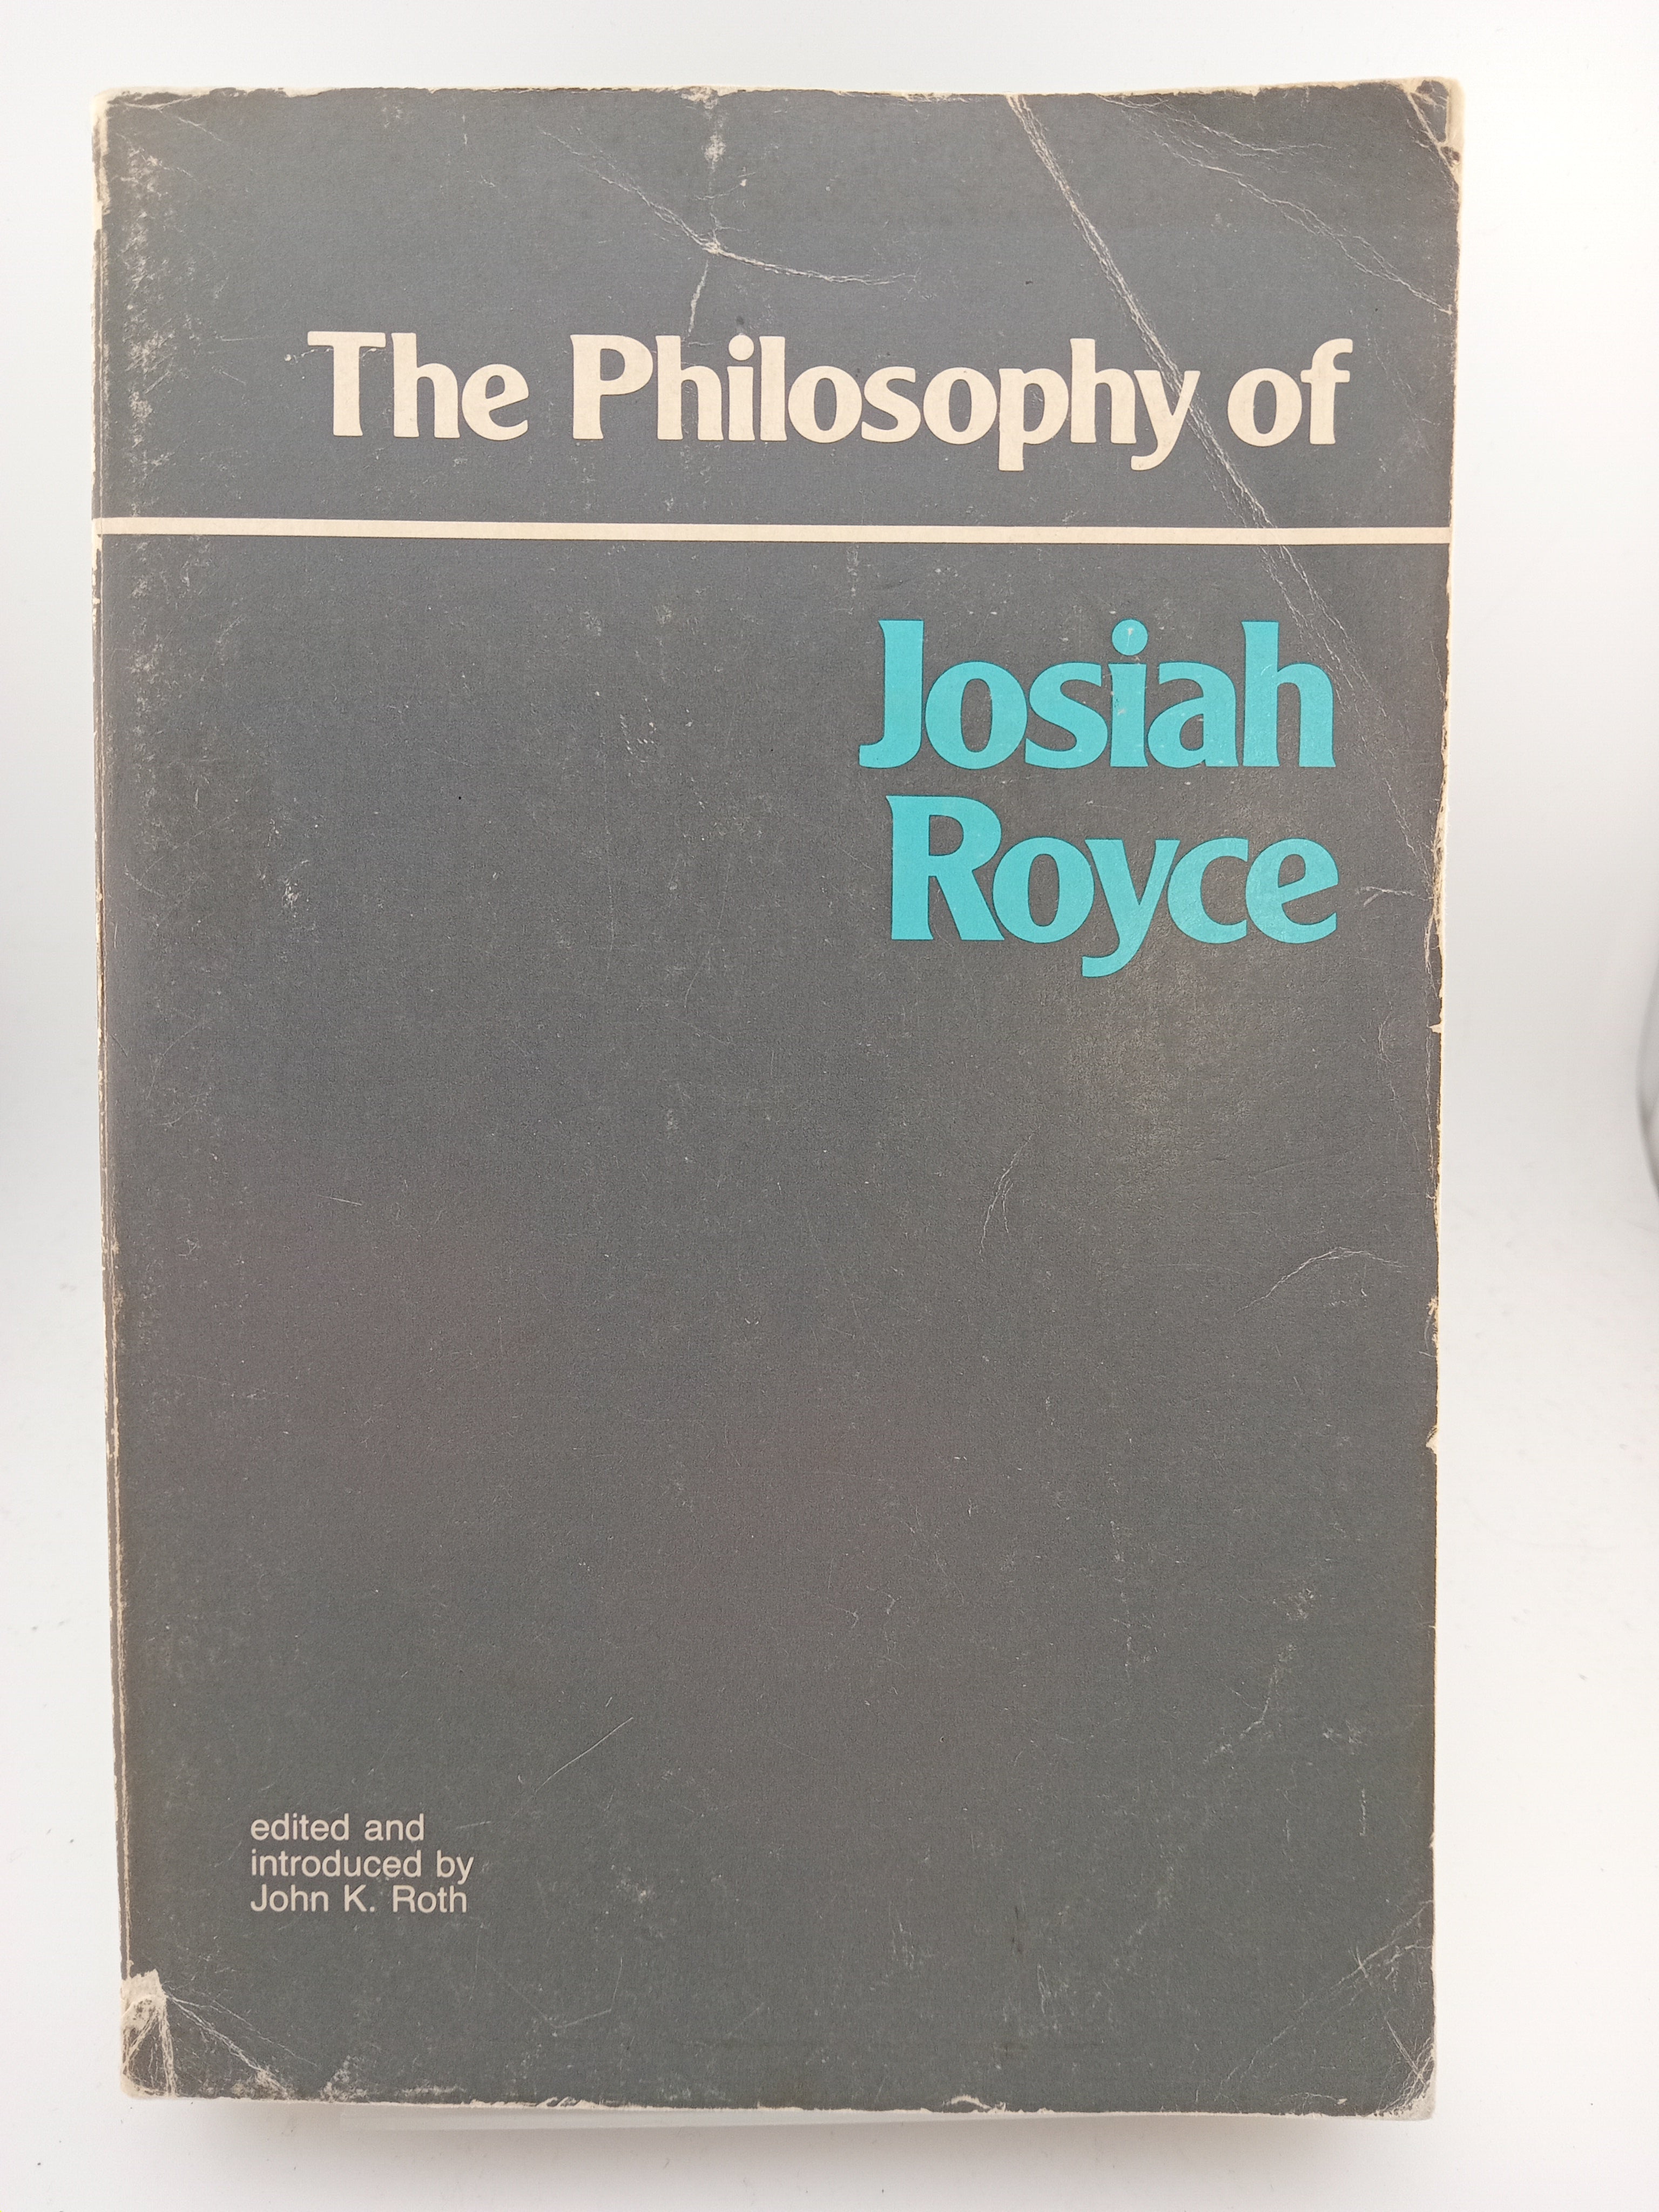 The Philosophy of
Josiah
Royce
edited and
introduced by
John K. Roth